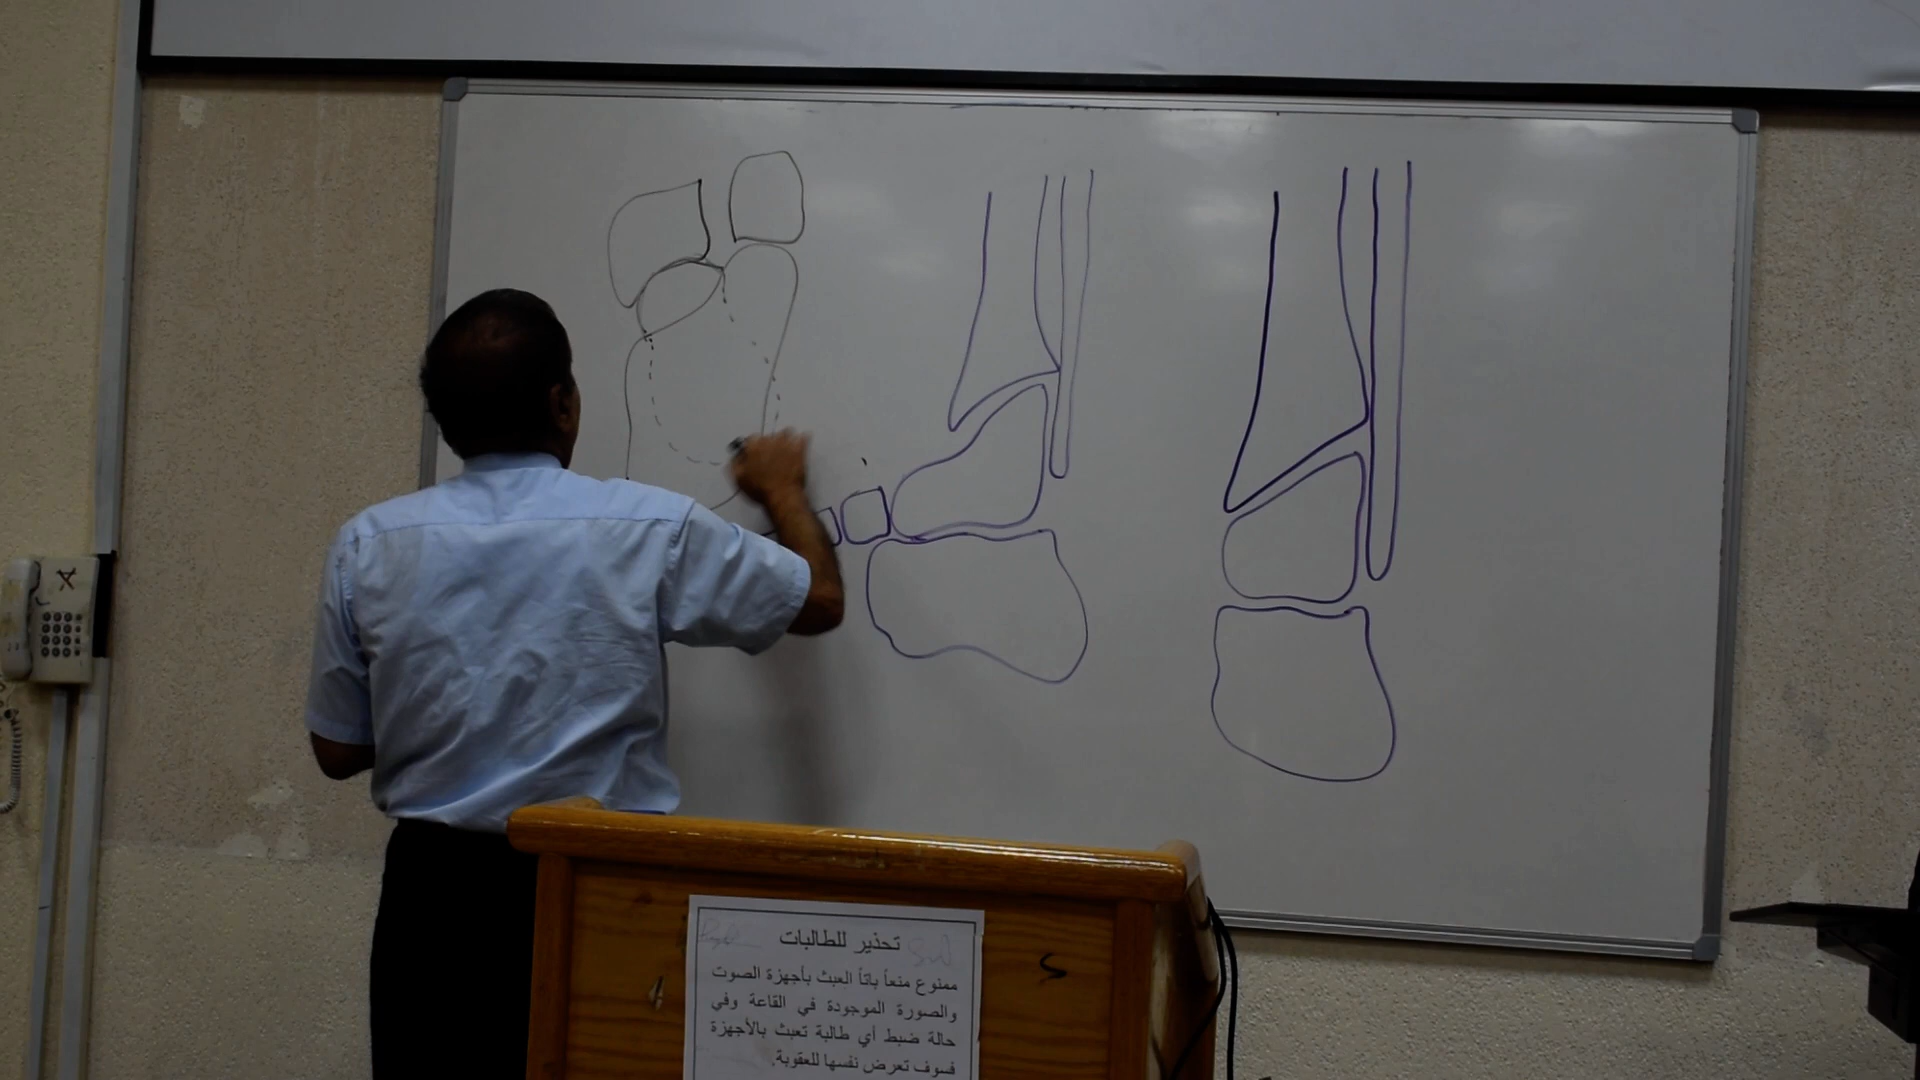 تحذير للطالبات
ممنوع منعاً باتاً العبث بأجهزة الصوت
والصورة الموجودة في القاعة وفي
حالة ضبط أي طالبة تعبث بالأجهزة
فسوف تعرض نفسها للعقوبة.